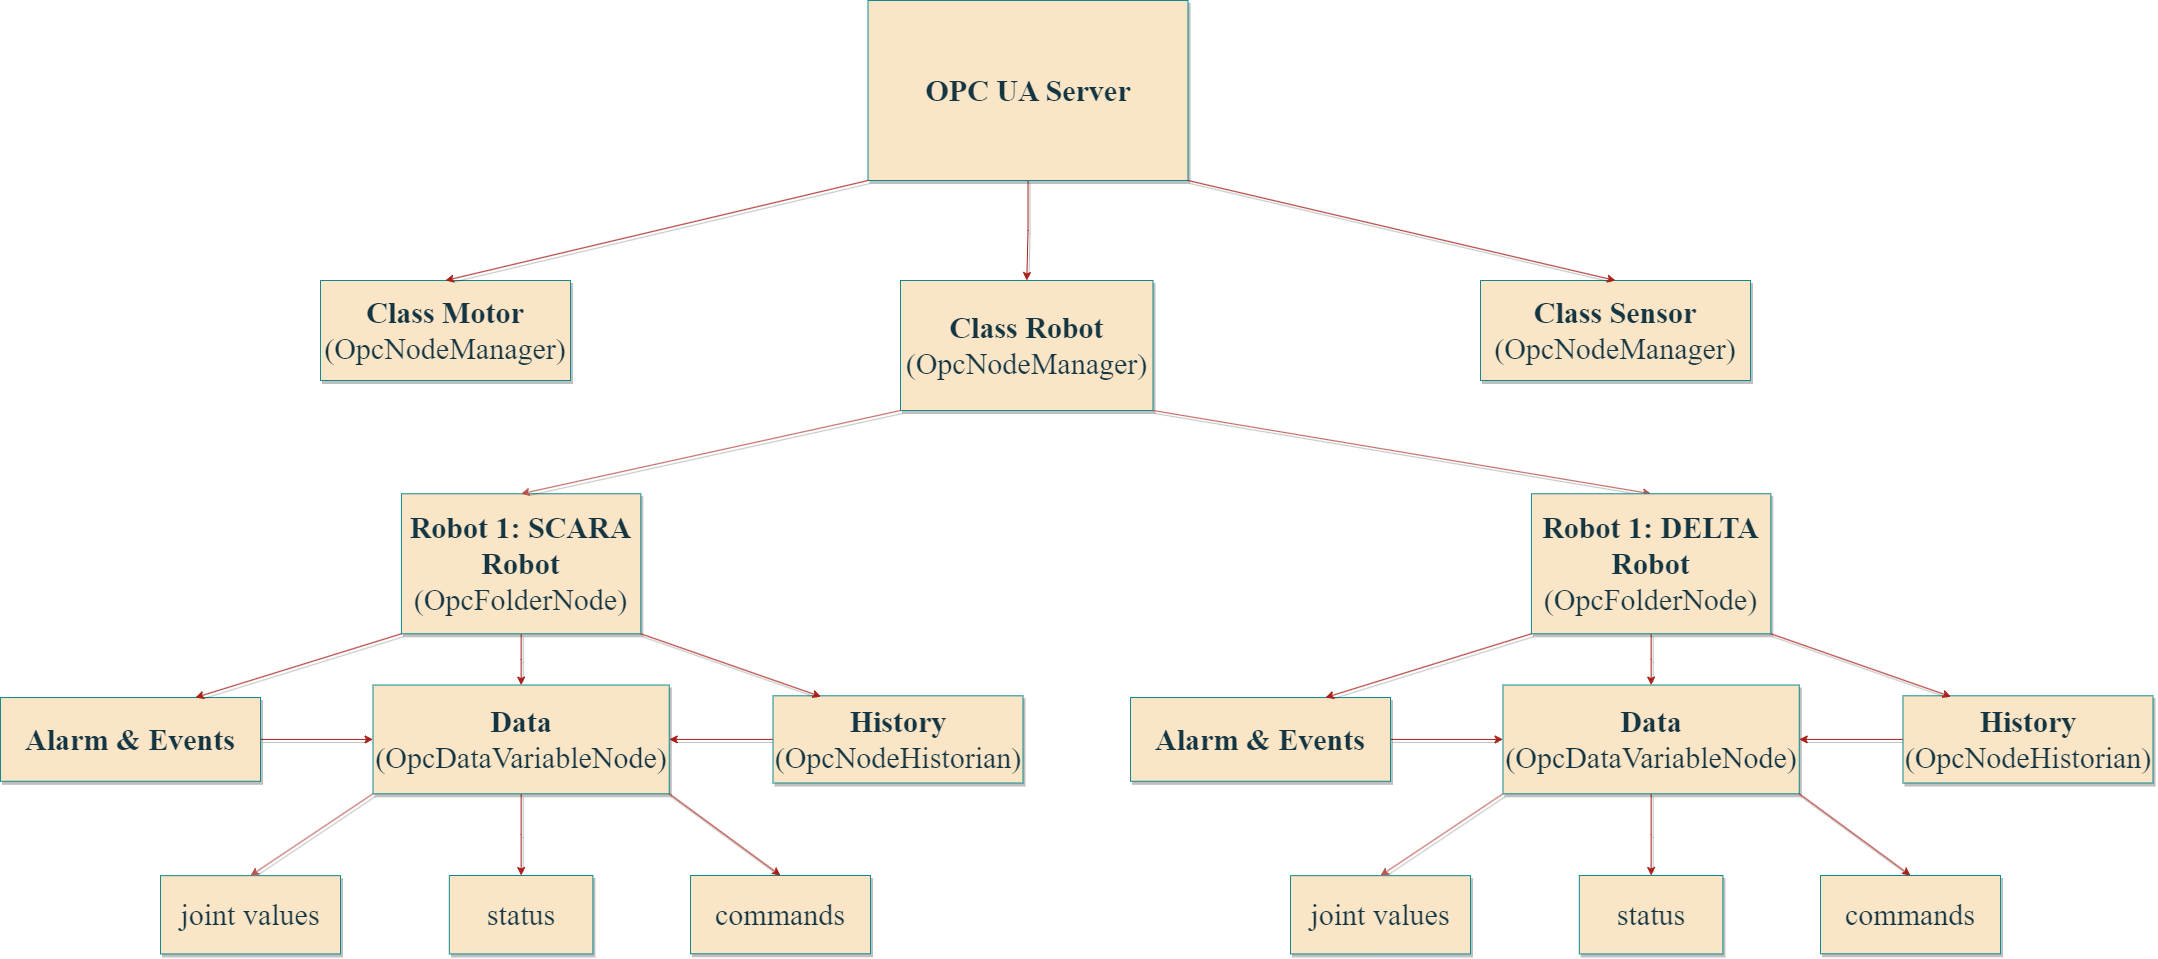 OPC UA Server
Class Motor
(OpcNodeManager)
Class Robot
(OpcNodeManager)
Class Sensor
(OpcNodeManager)
Robot 1: SCARA
Robot
(OpcFolderNode)
Robot 1: DELTA
Robot
(OpcFolderNode)
Alarm & Events
Data
(OpcDataVariableNode)
History
(OpcNodeHistorian)
Alarm & Events
Data
(OpcDataVariableNode)
History
(OpcNodeHistorian)
joint values
status
commands
joint values
status
commands